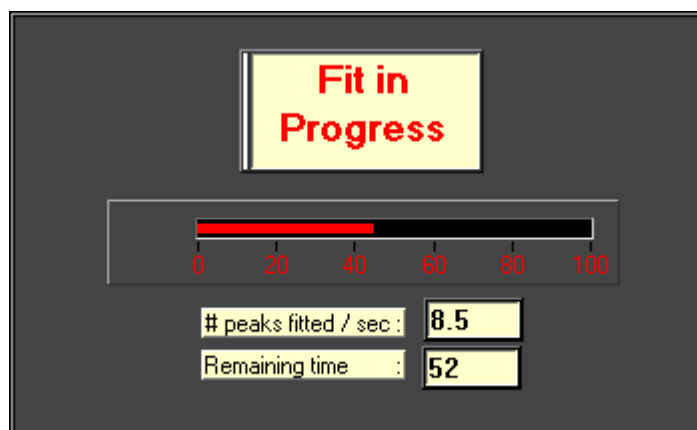 Fit in
Progress
0 20 40 60 80 100
# peaks fitted / sec : 8.5
Remaining time : 52